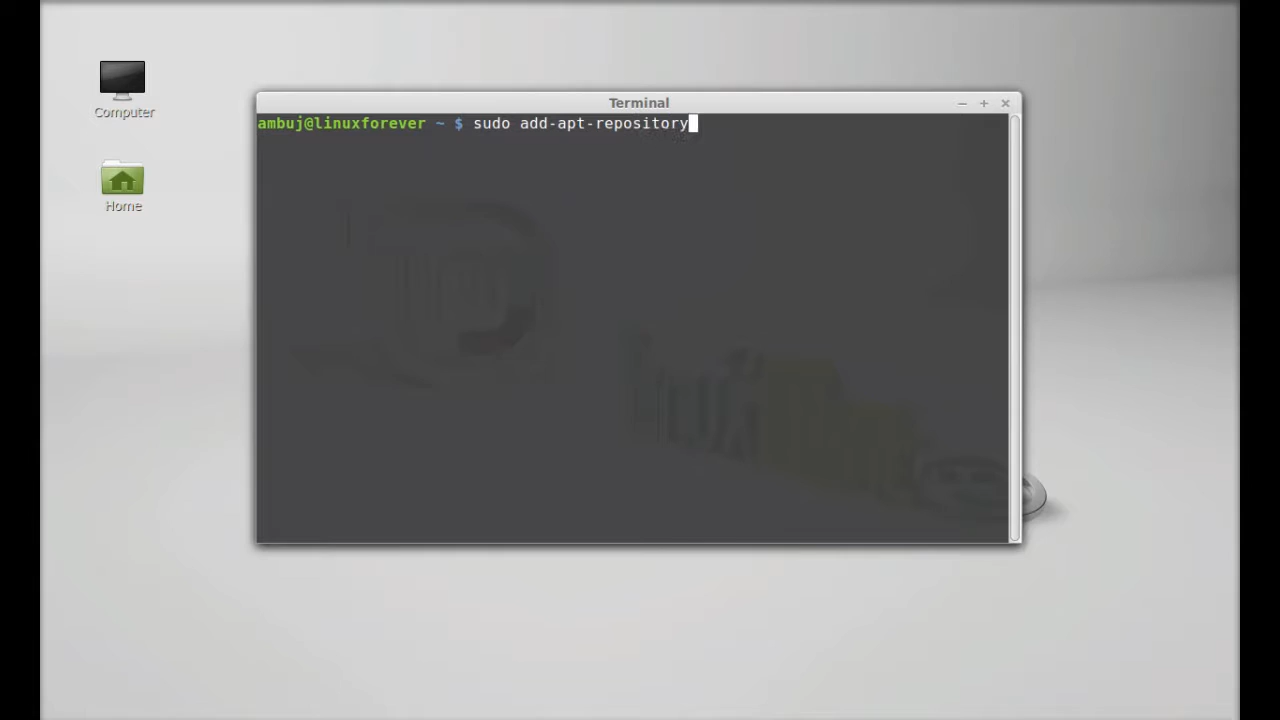 Terminal
Computer
ambuj@linuxforever ~ $ sudo add-apt-repository
Home